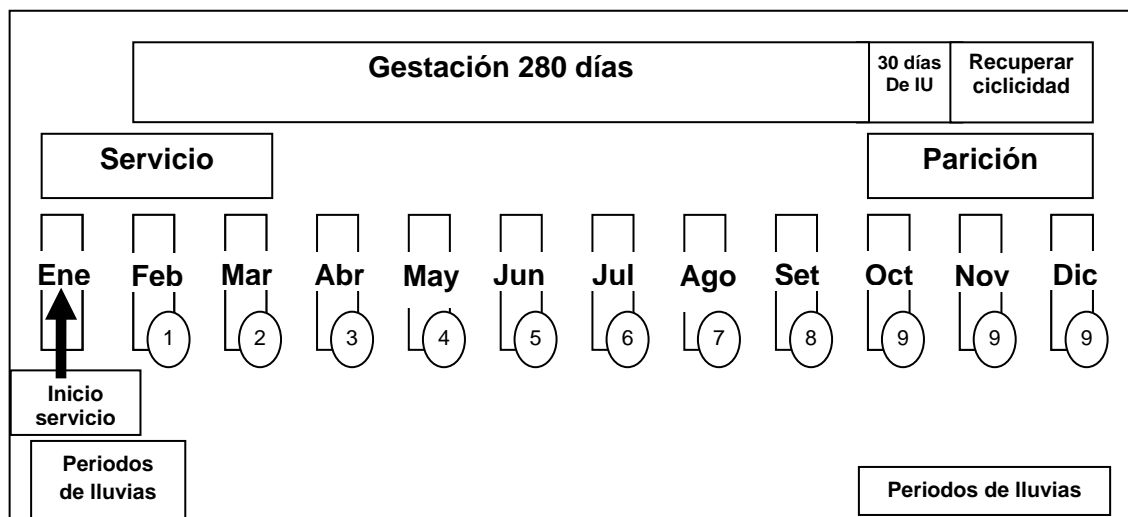 Gestación 280 días
30 días
De IU
Recuperar
ciclicidad
Servicio
Parición
Ene Feb Mar Abr May Jun Jul Ago Set Oct Nov Dic
1 2 3 4 5 6 7 8 9 9 9
Inicio
servicio
Periodos
de lluvias
Periodos de lluvias